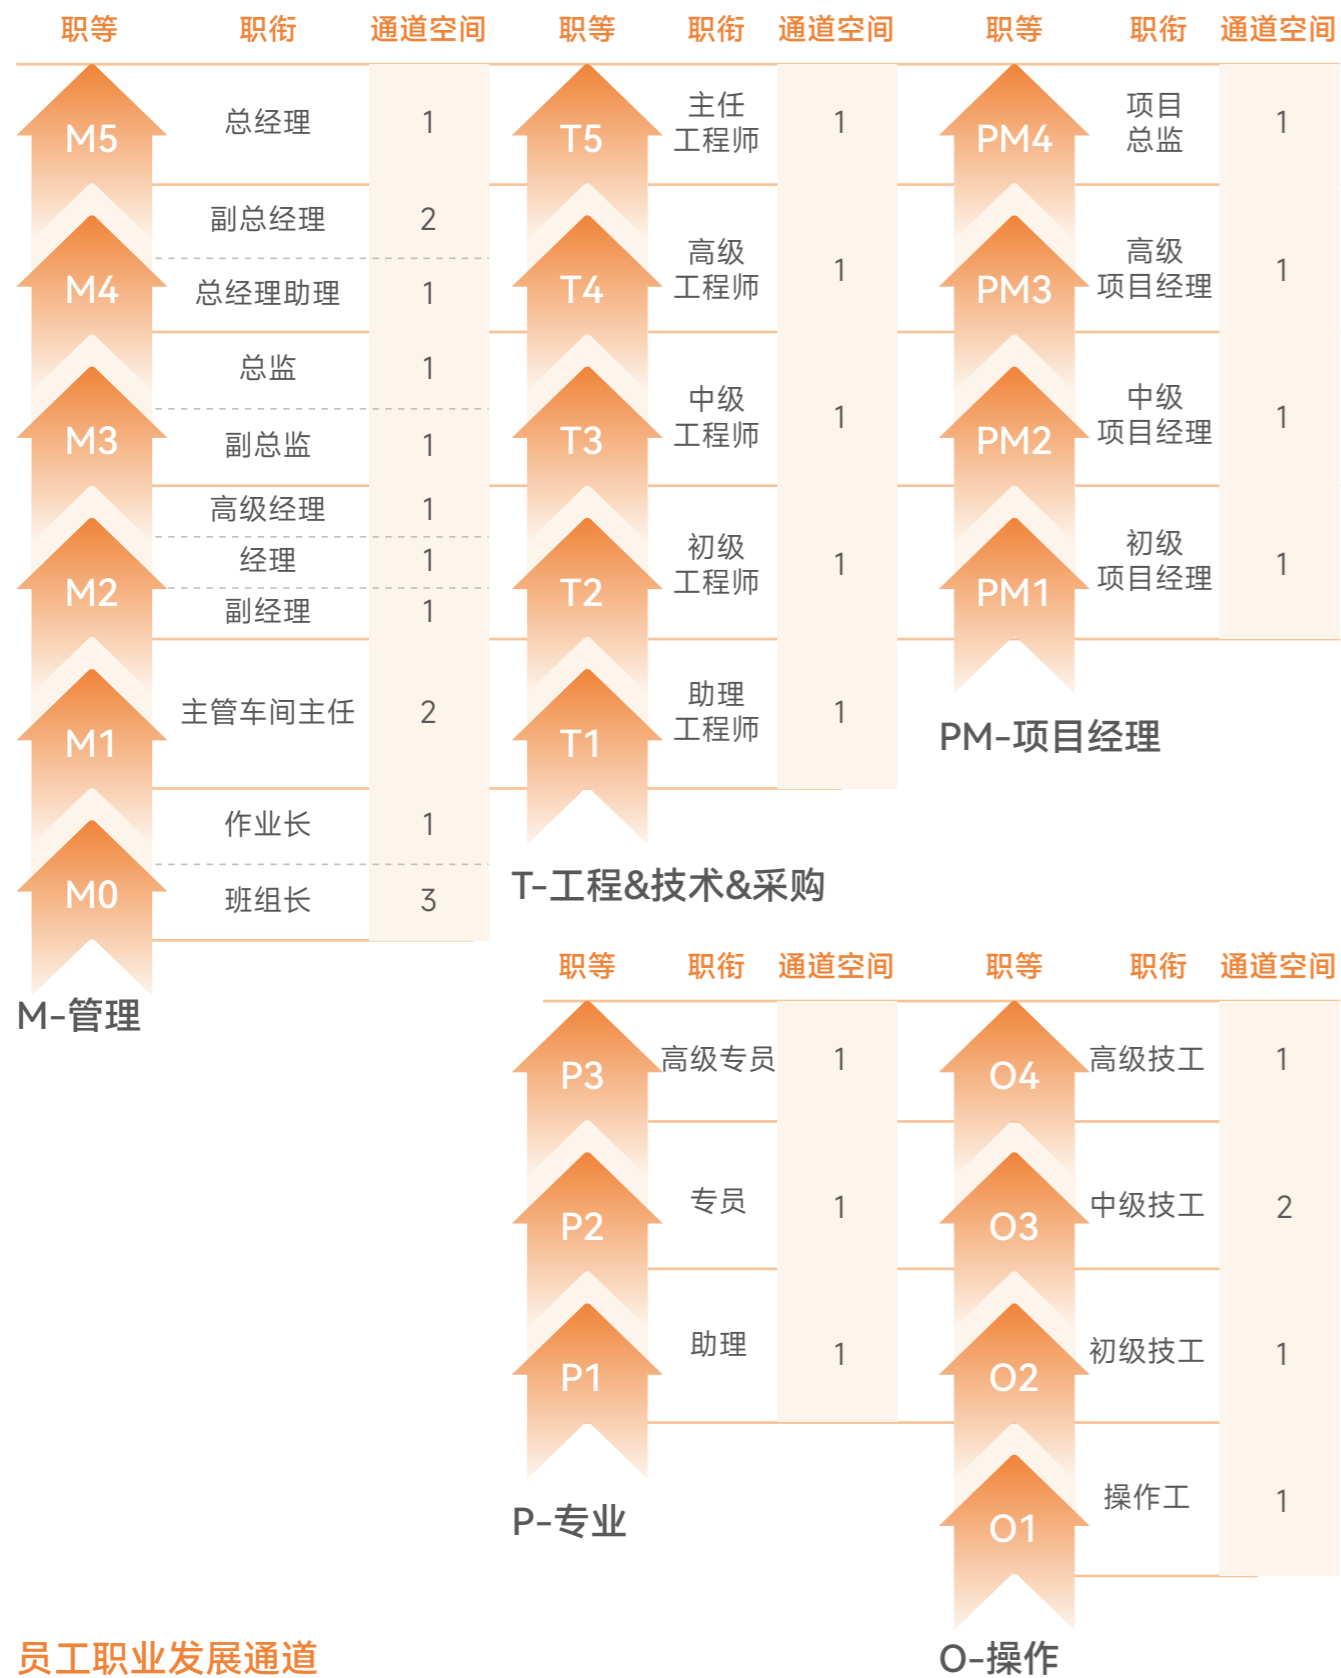 职等 职衔 通道空间 职等 职衔 通道空间 职等 职衔 通道空间
M5 总经理 1
M4 副总经理 2
总经理助理 1
M3 总监 1
副总监 1
M2 高级经理 1
经理 1
副经理 1
M1 主管车间主任 2
M0 作业长 1
班组长 3
M-管理
T5 主任
工程师 1
T4 高级
工程师 1
T3 中级
工程师 1
T2 初级
工程师 1
T1 助理
工程师 1
T-工程&技术&采购
PM4 项目
总监 1
PM3 高级
项目经理 1
PM2 中级
项目经理 1
PM1 初级
项目经理 1
PM-项目经理
职等 职衔 通道空间 职等 职衔 通道空间
P3 高级专员 1
P2 专员 1
P1 助理 1
P-专业
O4 高级技工 1
O3 中级技工 2
O2 初级技工 1
O1 操作工 1
O-操作
员工职业发展通道